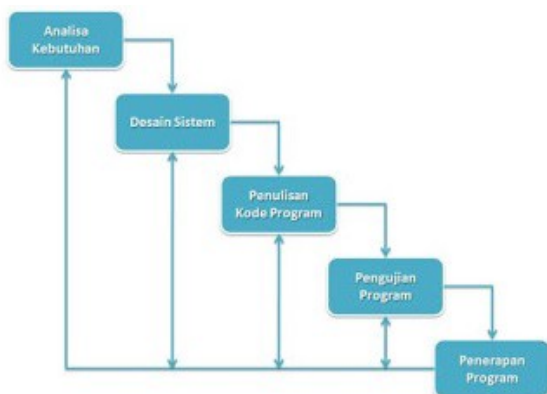 Analisa
Kebutuhan
Desain Sistem
Penulisan
Kode Program
Pengujian
Program
Penerapan
Program